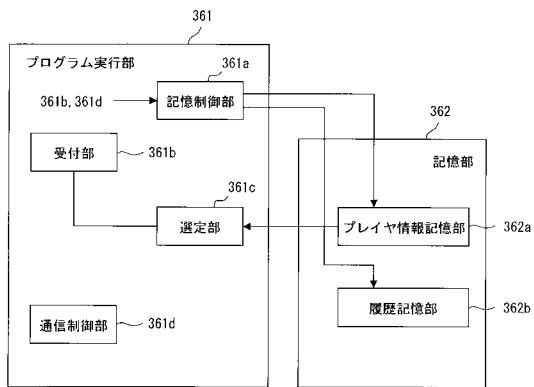 361
プログラム実行部
361a
361b, 361d
記憶制御部
362
受付部
361b
記憶部
361c
選定部
プレイヤ情報記憶部
362a
履歴記憶部
362b
通信制御部
361d